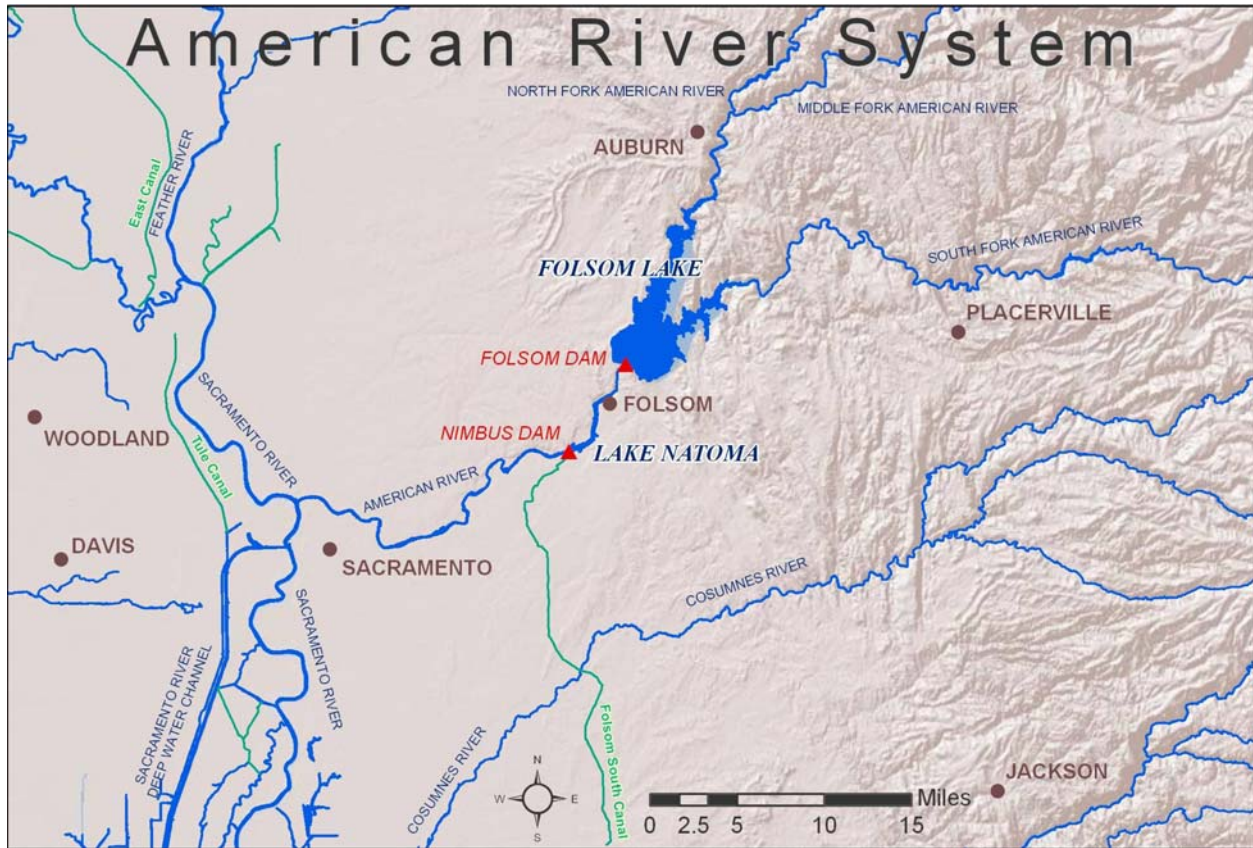 American River System
NORTH FORK AMERICAN RIVER
MIDDLE FORK AMERICAN RIVER
AUBURN
East Canal
FEATHER RIVER
SOUTH FORK AMERICAN RIVER
FOLSOM LAKE
PLACERVILLE
FOLSOM DAM
SACRAMENTO RIVER
FOLSOM
WOODLAND
NIMBUS DAM
LAKE NATOMA
Tule Canal
AMERICAN RIVER
DAVIS
SACRAMENTO
COSUMNES RIVER
SACRAMENTO RIVER
SACRAMENTO RIVER
DEEP WATER CHANNEL
COSUMNES RIVER
Folsom South Canal
N
W E
S
JACKSON
Miles
0 2.5 5 10 15